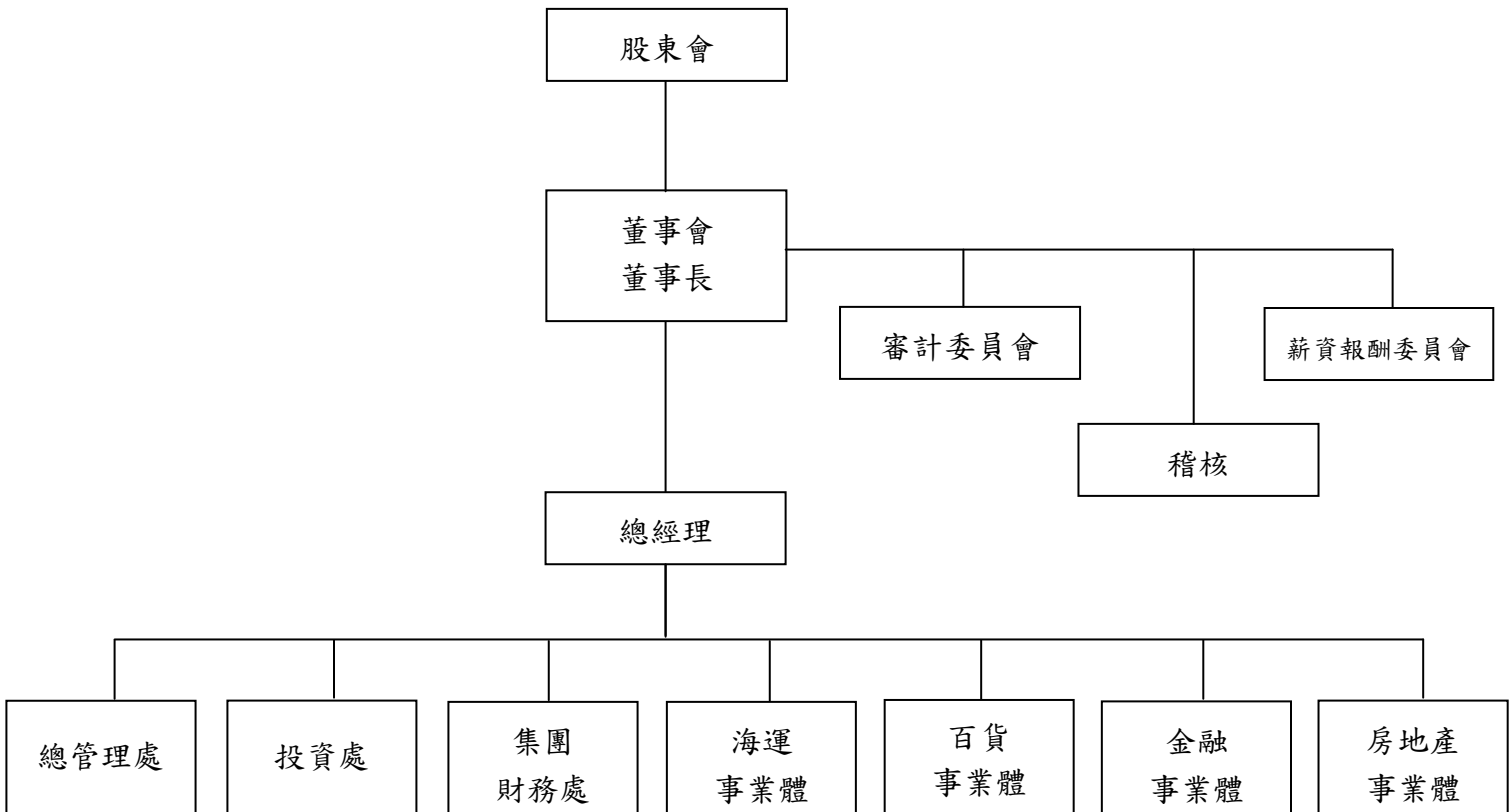 股東會
董事會
董事長
審計委員會
薪資報酬委員會
稽核
總經理
總管理處
投資處
集團
財務處
海運
事業體
百貨
事業體
金融
事業體
房地產
事業體